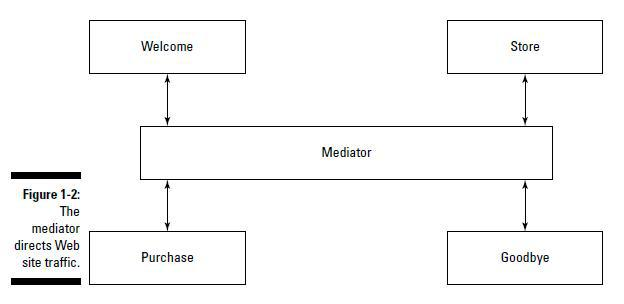 Welcome
Store
Mediator
Figure 1-2:
The
mediator
directs Web
site traffic.
Purchase
Goodbye